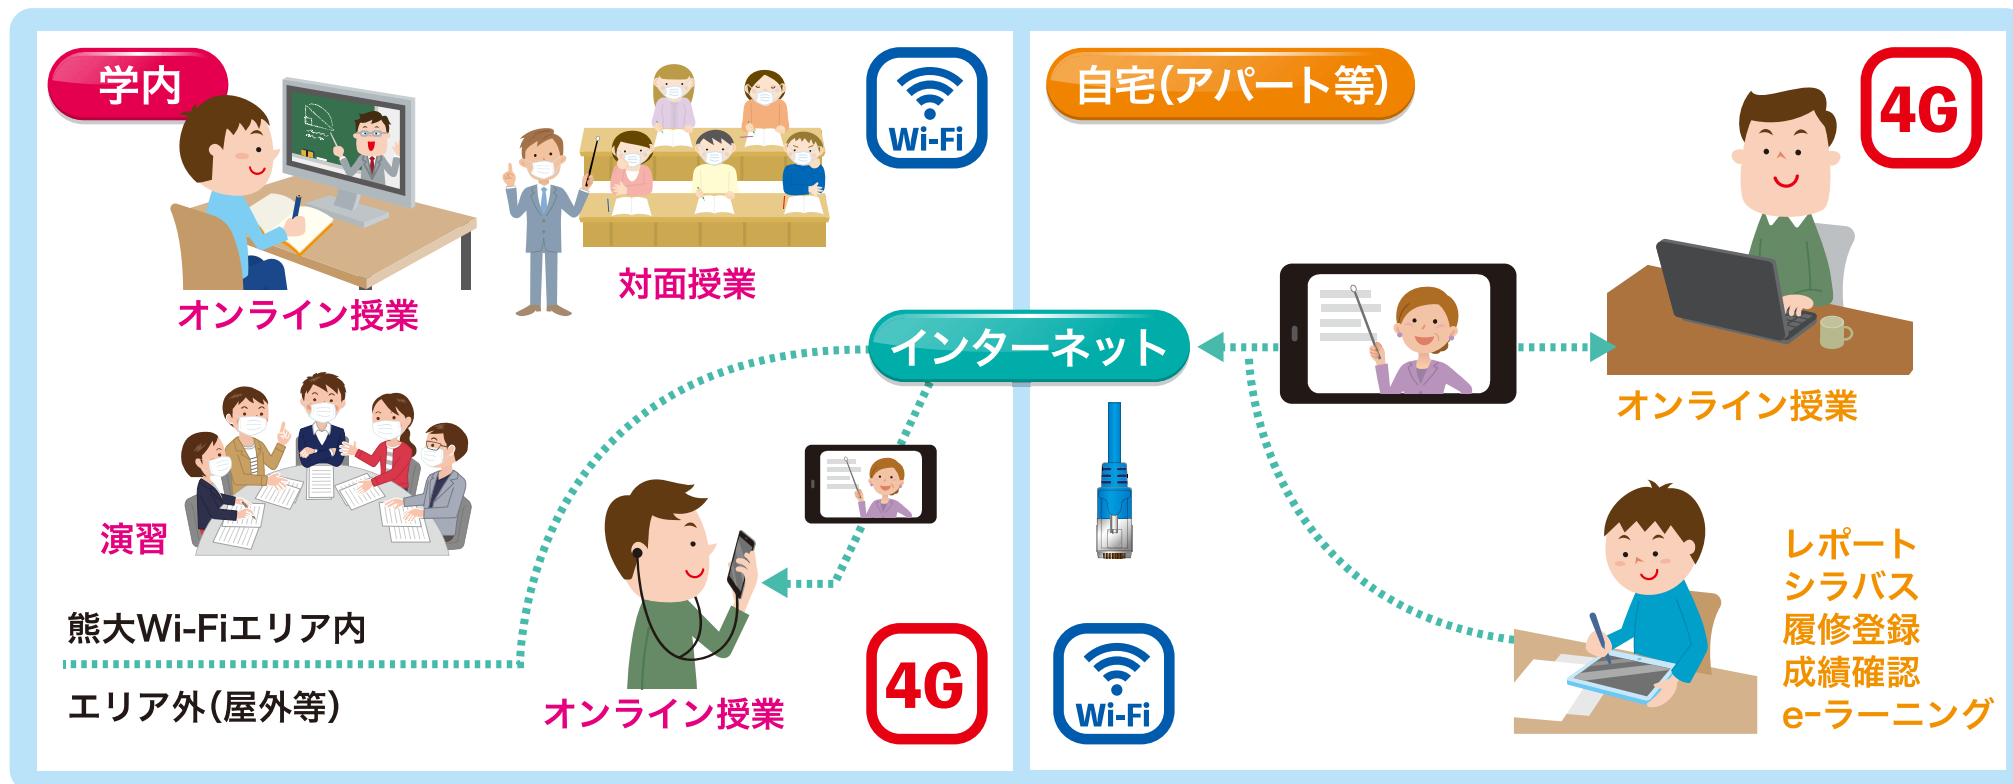 学内
オンライン授業
対面授業
Wi-Fi
演習
熊大Wi-Fiエリア内
エリア外(屋外等)
オンライン授業
4G
インターネット
自宅(アパート等)
4G
オンライン授業
Wi-Fi
レポート
シラバス
履修登録
成績確認
e-ラーニング